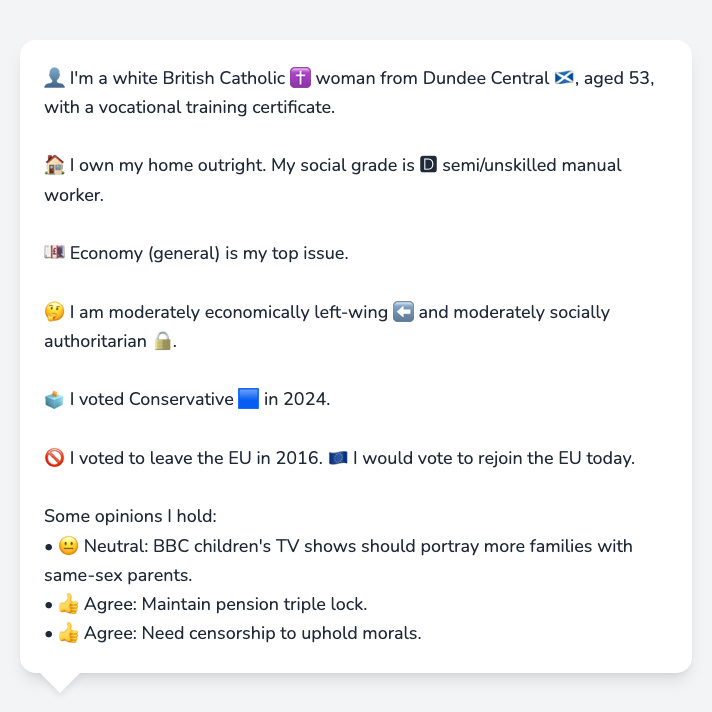 👤 I'm a white British Catholic ✝️ woman from Dundee Central 🏴󠁧󠁢󠁳󠁣󠁴󠁿, aged 53,
with a vocational training certificate.
🏠 I own my home outright. My social grade is 🅳 semi/unskilled manual
worker.
💷 Economy (general) is my top issue.
🤔 I am moderately economically left-wing ⬅️ and moderately socially
authoritarian 🔒.
🗳️ I voted Conservative 🟦 in 2024.
🚫 I voted to leave the EU in 2016. 🇪🇺 I would vote to rejoin the EU today.
Some opinions I hold:
• 😐 Neutral: BBC children's TV shows should portray more families with
same-sex parents.
• 👍 Agree: Maintain pension triple lock.
• 👍 Agree: Need censorship to uphold morals.